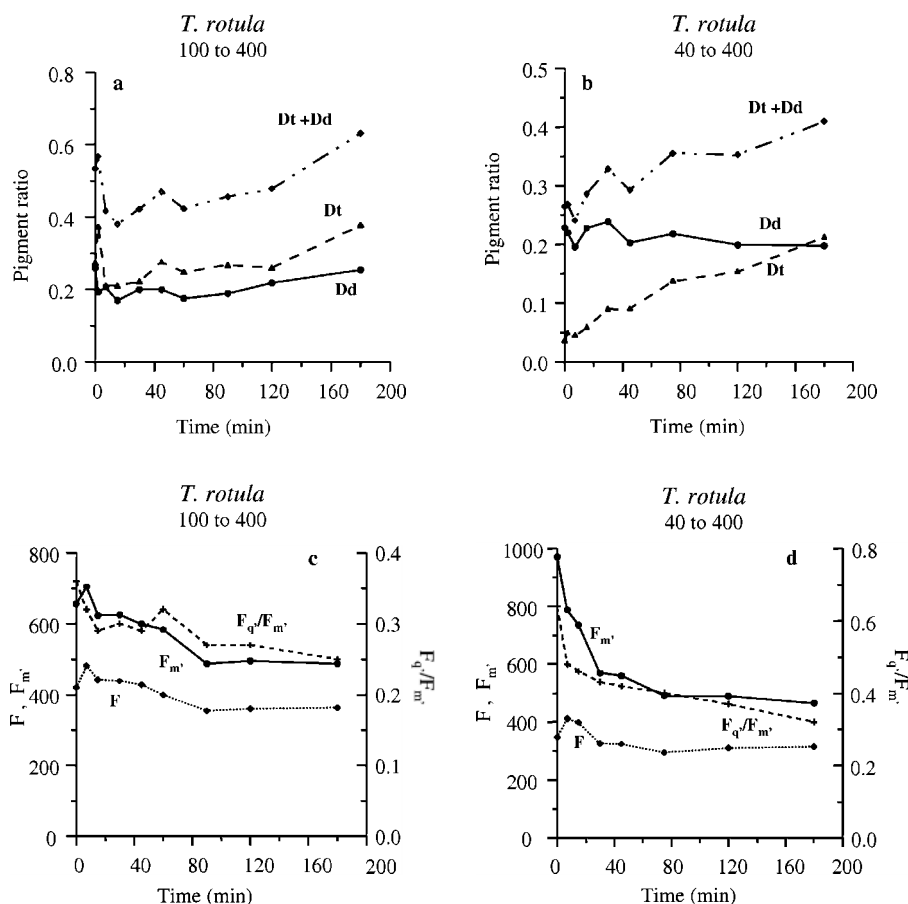 T. rotula
100 to 400
a
Dt +Dd
Dt
Dd
Pigment ratio
0.8
0.6
0.4
0.2
0.0
0 40 80 120 160 200
Time (min)
T. rotula
40 to 400
b
Dt +Dd
Dd
Dt
Pigment ratio
0.5
0.4
0.3
0.2
0.1
0.0
0 40 80 120 160 200
Time (min)
T. rotula
100 to 400
c
Fq'/Fm'
Fm'
F
F , Fm'
800
600
400
200
0
0.4
0.3
0.2
0.1
0.0
Fq'/Fm'
0 40 80 120 160 200
Time (min)
T. rotula
40 to 400
d
Fm'
Fq'/Fm'
F
F , Fm'
1000
800
600
400
200
0
0.8
0.6
0.4
0.2
0.0
Fq'/Fm'
0 40 80 120 160 200
Time (min)